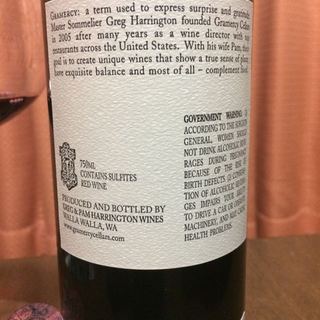 GRAMERCY: a term used to express surprise and gratitude.
Master Sommelier Greg Harrington founded Gramercy Cellars
in 2005 after many years as a wine director with top
restaurants across the United States. With his wife Pam, their
goal is to create unique wines that show a true sense of place,
have exquisite balance and most of all – complement food.
GOVERNMENT WARNING: (1)
ACCORDING TO THE SURGEON
GENERAL, WOMEN SHOULD
NOT DRINK ALCOHOLIC BEVE-
RAGES DURING PREGNANCY
BECAUSE OF THE RISK OF
BIRTH DEFECTS. (2) CONSUMP-
TION OF ALCOHOLIC BEVERA-
GES IMPAIRS YOUR ABILITY
TO DRIVE A CAR OR OPERATE
MACHINERY, AND MAY CAUSE
HEALTH PROBLEMS.
750ML
CONTAINS SULFITES
RED WINE
PRODUCED AND BOTTLED BY
GREG & PAM HARRINGTON WINES
WALLA WALLA, WA
www.gramercycellars.com